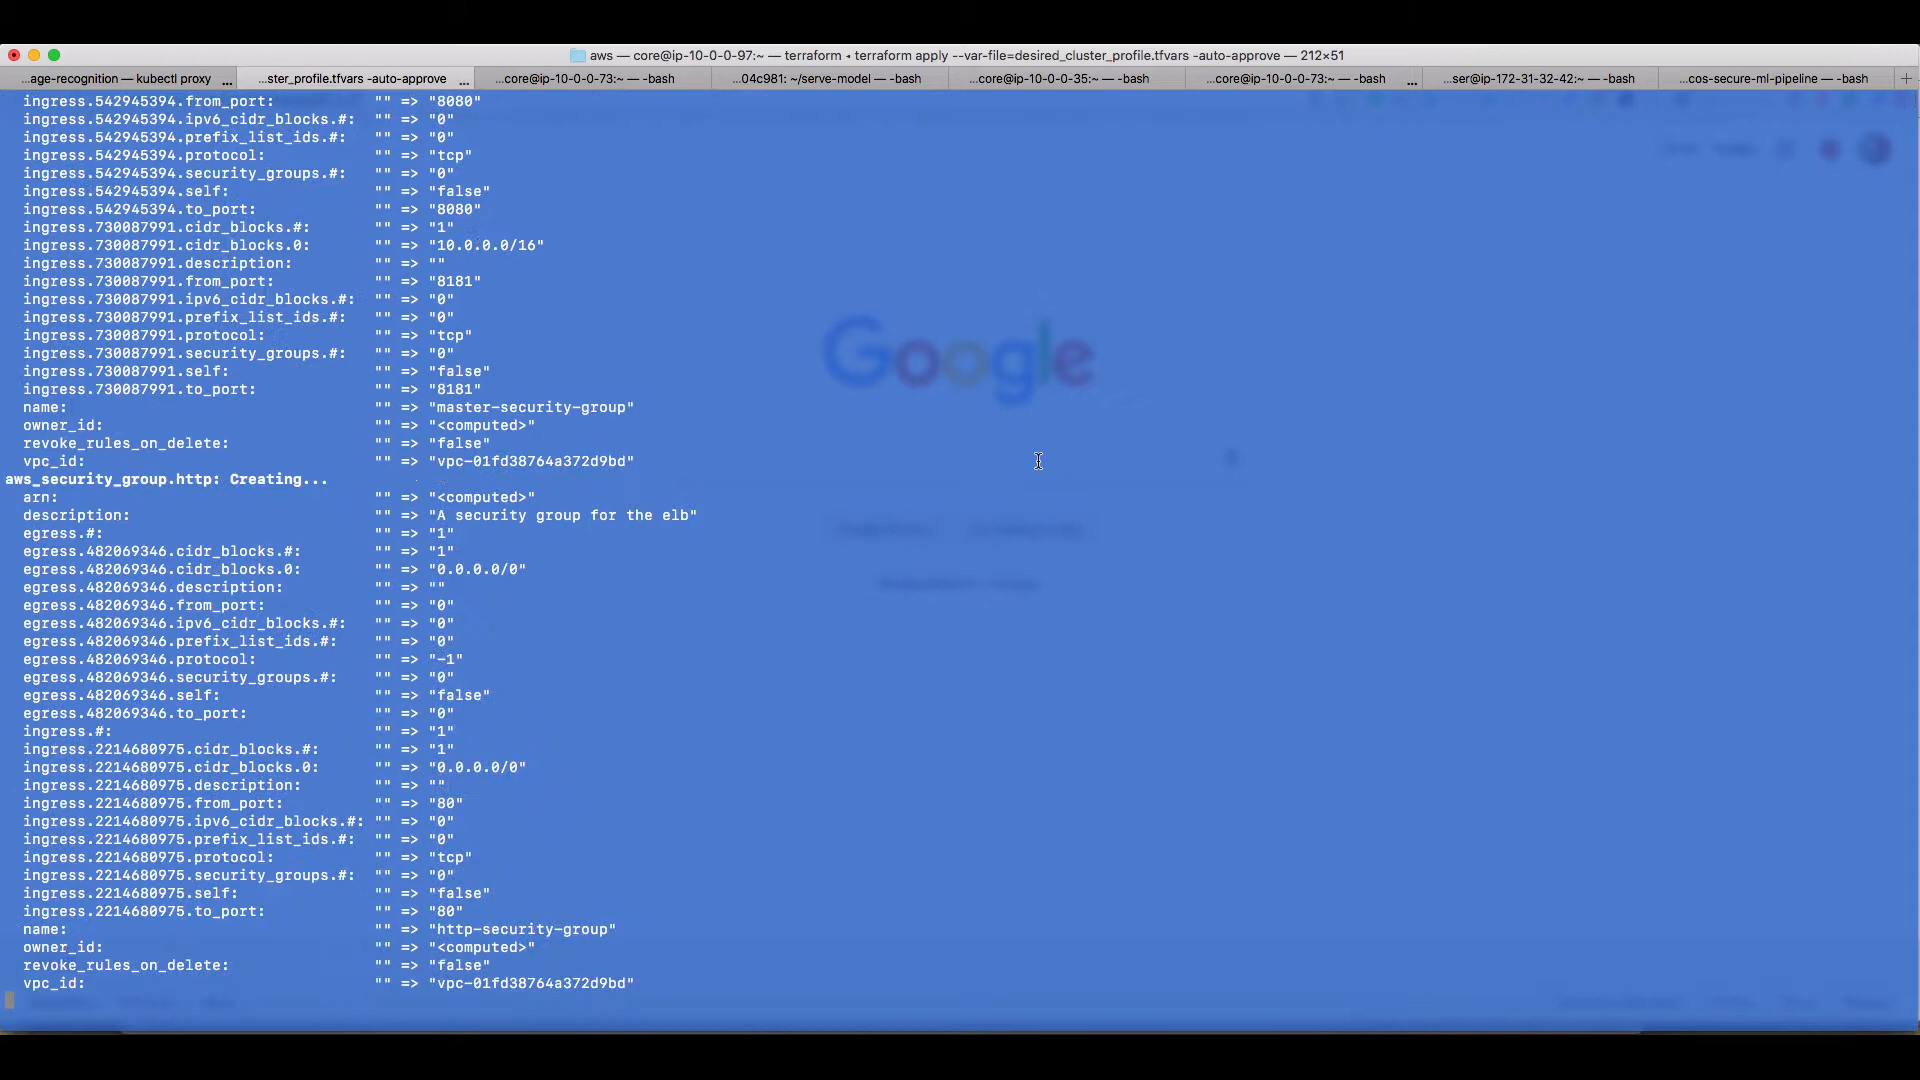 aws — core@ip-10-0-0-97:~ — terraform ◂ terraform apply --var-file=desired_cluster_profile.tfvars -auto-approve — 212×51
...age-recognition — kubectl proxy ... ...ster_profile.tfvars -auto-approve ... ...core@ip-10-0-0-73:~ — -bash ...04c981: ~/serve-model — -bash ...core@ip-10-0-0-35:~ — -bash ...core@ip-10-0-0-73:~ — -bash ... ...ser@ip-172-31-32-42:~ — -bash ...cos-secure-ml-pipeline — -bash +
ingress.542945394.from_port: "" => "8080"
ingress.542945394.ipv6_cidr_blocks.#: "" => "0"
ingress.542945394.prefix_list_ids.#: "" => "0"
ingress.542945394.protocol: "" => "tcp"
ingress.542945394.security_groups.#: "" => "0"
ingress.542945394.self: "" => "false"
ingress.542945394.to_port: "" => "8080"
ingress.730087991.cidr_blocks.#: "" => "1"
ingress.730087991.cidr_blocks.0: "" => "10.0.0.0/16"
ingress.730087991.description: "" => ""
ingress.730087991.from_port: "" => "8181"
ingress.730087991.ipv6_cidr_blocks.#: "" => "0"
ingress.730087991.prefix_list_ids.#: "" => "0"
ingress.730087991.protocol: "" => "tcp"
ingress.730087991.security_groups.#: "" => "0"
ingress.730087991.self: "" => "false"
ingress.730087991.to_port: "" => "8181"
name: "" => "master-security-group"
owner_id: "" => "<computed>"
revoke_rules_on_delete: "" => "false"
vpc_id: "" => "vpc-01fd38764a372d9bd"
aws_security_group.http: Creating...
arn: "" => "<computed>"
description: "" => "A security group for the elb"
egress.#: "" => "1"
egress.482069346.cidr_blocks.#: "" => "1"
egress.482069346.cidr_blocks.0: "" => "0.0.0.0/0"
egress.482069346.description: "" => ""
egress.482069346.from_port: "" => "0"
egress.482069346.ipv6_cidr_blocks.#: "" => "0"
egress.482069346.prefix_list_ids.#: "" => "0"
egress.482069346.protocol: "" => "-1"
egress.482069346.security_groups.#: "" => "0"
egress.482069346.self: "" => "false"
egress.482069346.to_port: "" => "0"
ingress.#: "" => "1"
ingress.2214680975.cidr_blocks.#: "" => "1"
ingress.2214680975.cidr_blocks.0: "" => "0.0.0.0/0"
ingress.2214680975.description: "" => ""
ingress.2214680975.from_port: "" => "80"
ingress.2214680975.ipv6_cidr_blocks.#: "" => "0"
ingress.2214680975.prefix_list_ids.#: "" => "0"
ingress.2214680975.protocol: "" => "tcp"
ingress.2214680975.security_groups.#: "" => "0"
ingress.2214680975.self: "" => "false"
ingress.2214680975.to_port: "" => "80"
name: "" => "http-security-group"
owner_id: "" => "<computed>"
revoke_rules_on_delete: "" => "false"
vpc_id: "" => "vpc-01fd38764a372d9bd"
Google